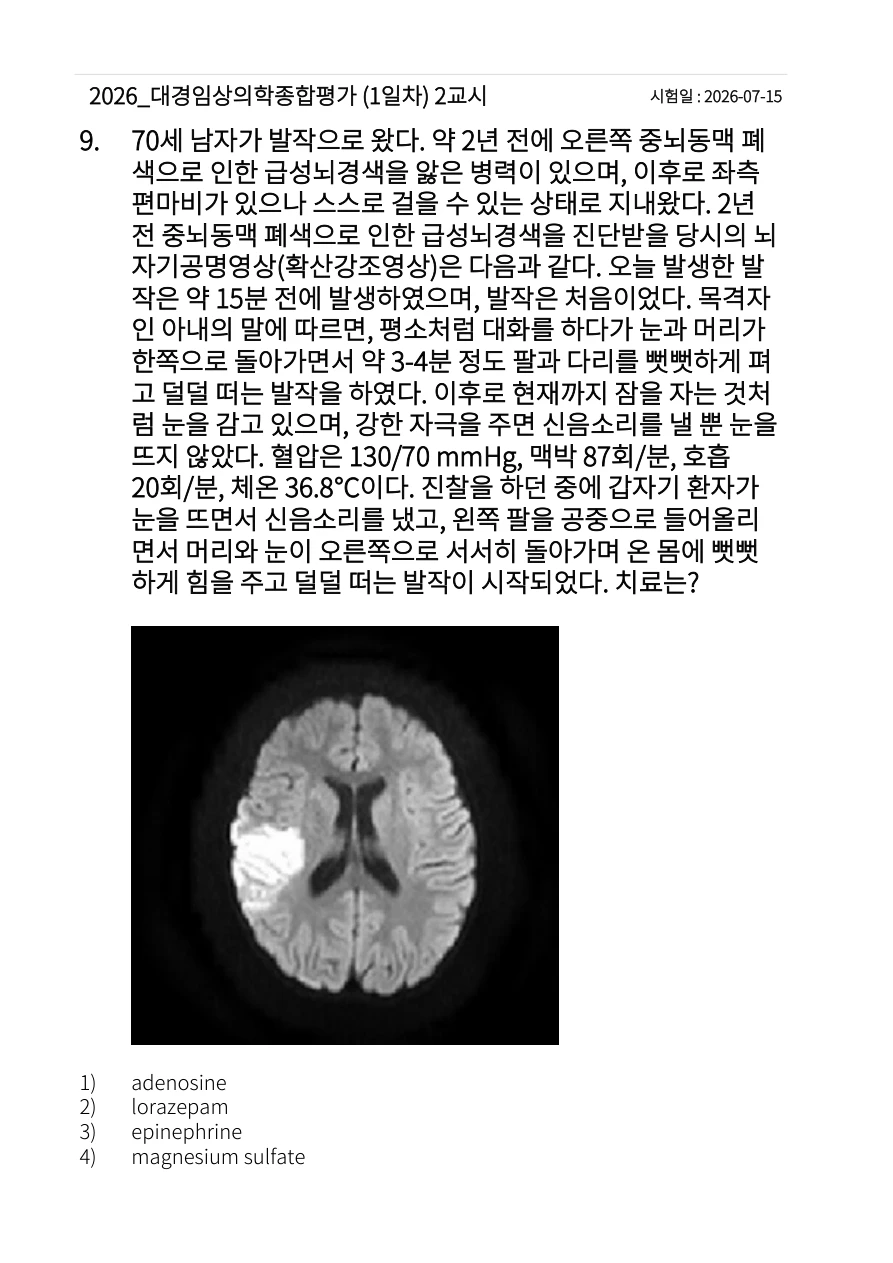 2026_대경임상의학종합평가 (1일차) 2교시
시험일 : 2026-07-15
9. 70세 남자가 발작으로 왔다. 약 2년 전에 오른쪽 중뇌동맥 폐
색으로 인한 급성뇌경색을 앓은 병력이 있으며, 이후로 좌측
편마비가 있으나 스스로 걸을 수 있는 상태로 지내왔다. 2년
전 중뇌동맥 폐색으로 인한 급성뇌경색을 진단받을 당시의 뇌
자기공명영상(확산강조영상)은 다음과 같다. 오늘 발생한 발
작은 약 15분 전에 발생하였으며, 발작은 처음이었다. 목격자
인 아내의 말에 따르면, 평소처럼 대화를 하다가 눈과 머리가
한쪽으로 돌아가면서 약 3-4분 정도 팔과 다리를 뻣뻣하게 펴
고 덜덜 떠는 발작을 하였다. 이후로 현재까지 잠을 자는 것처
럼 눈을 감고 있으며, 강한 자극을 주면 신음소리를 낼 뿐 눈을
뜨지 않았다. 혈압은 130/70 mmHg, 맥박 87회/분, 호흡
20회/분, 체온 36.8°C이다. 진찰을 하던 중에 갑자기 환자가
눈을 뜨면서 신음소리를 냈고, 왼쪽 팔을 공중으로 들어올리
면서 머리와 눈이 오른쪽으로 서서히 돌아가며 온 몸에 뻣뻣
하게 힘을 주고 덜덜 떠는 발작이 시작되었다. 치료는?
1) adenosine
2) lorazepam
3) epinephrine
4) magnesium sulfate